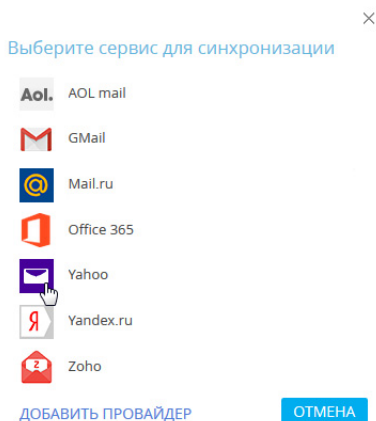 Выберите сервис для синхронизации
Aol. AOL mail
GMail
@ Mail.ru
Office 365
Yahoo
Я Yandex.ru
Z Zoho
ДОБАВИТЬ ПРОВАЙДЕР ОТМЕНА